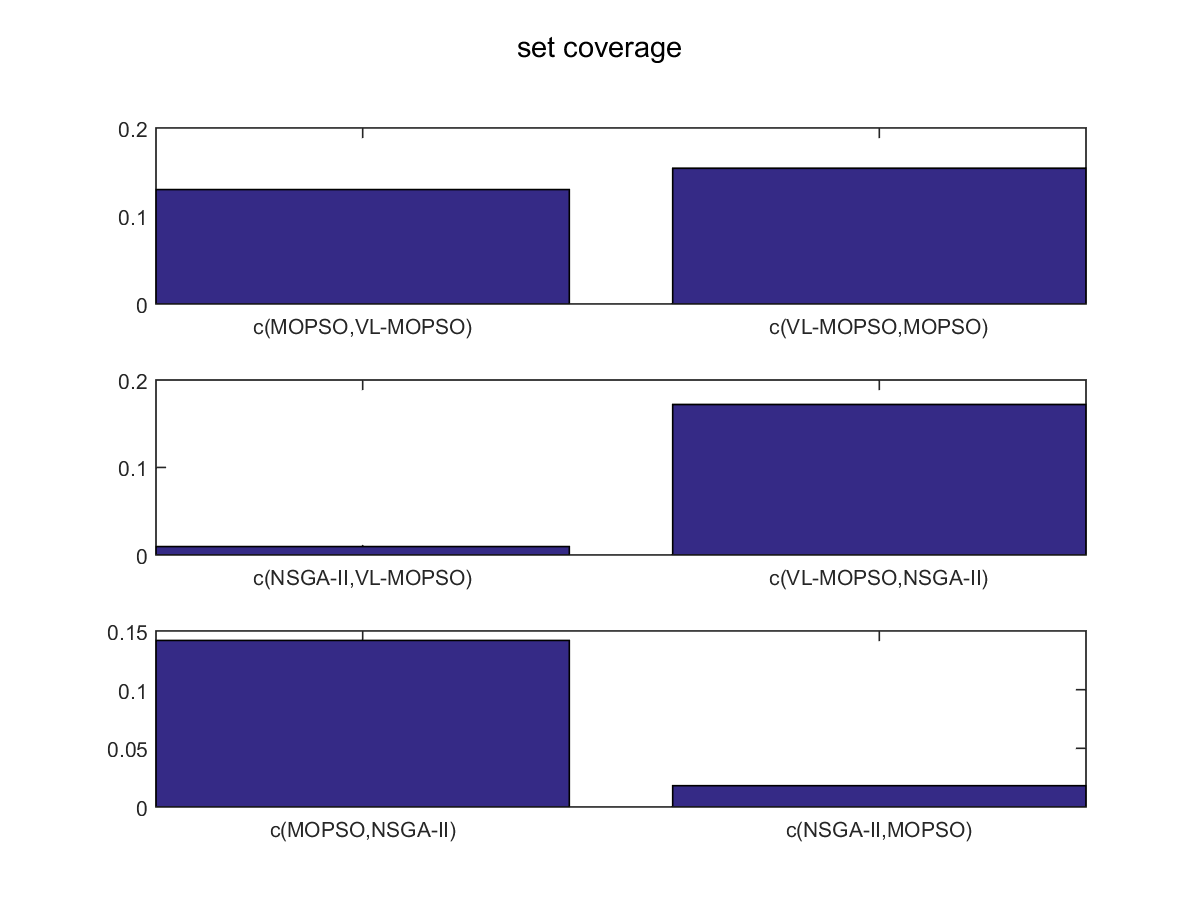 set coverage
0.2
0.1
0
c(MOPSO,VL-MOPSO) c(VL-MOPSO,MOPSO)
0.2
0.1
0
c(NSGA-II,VL-MOPSO) c(VL-MOPSO,NSGA-II)
0.15
0.1
0.05
0
c(MOPSO,NSGA-II) c(NSGA-II,MOPSO)